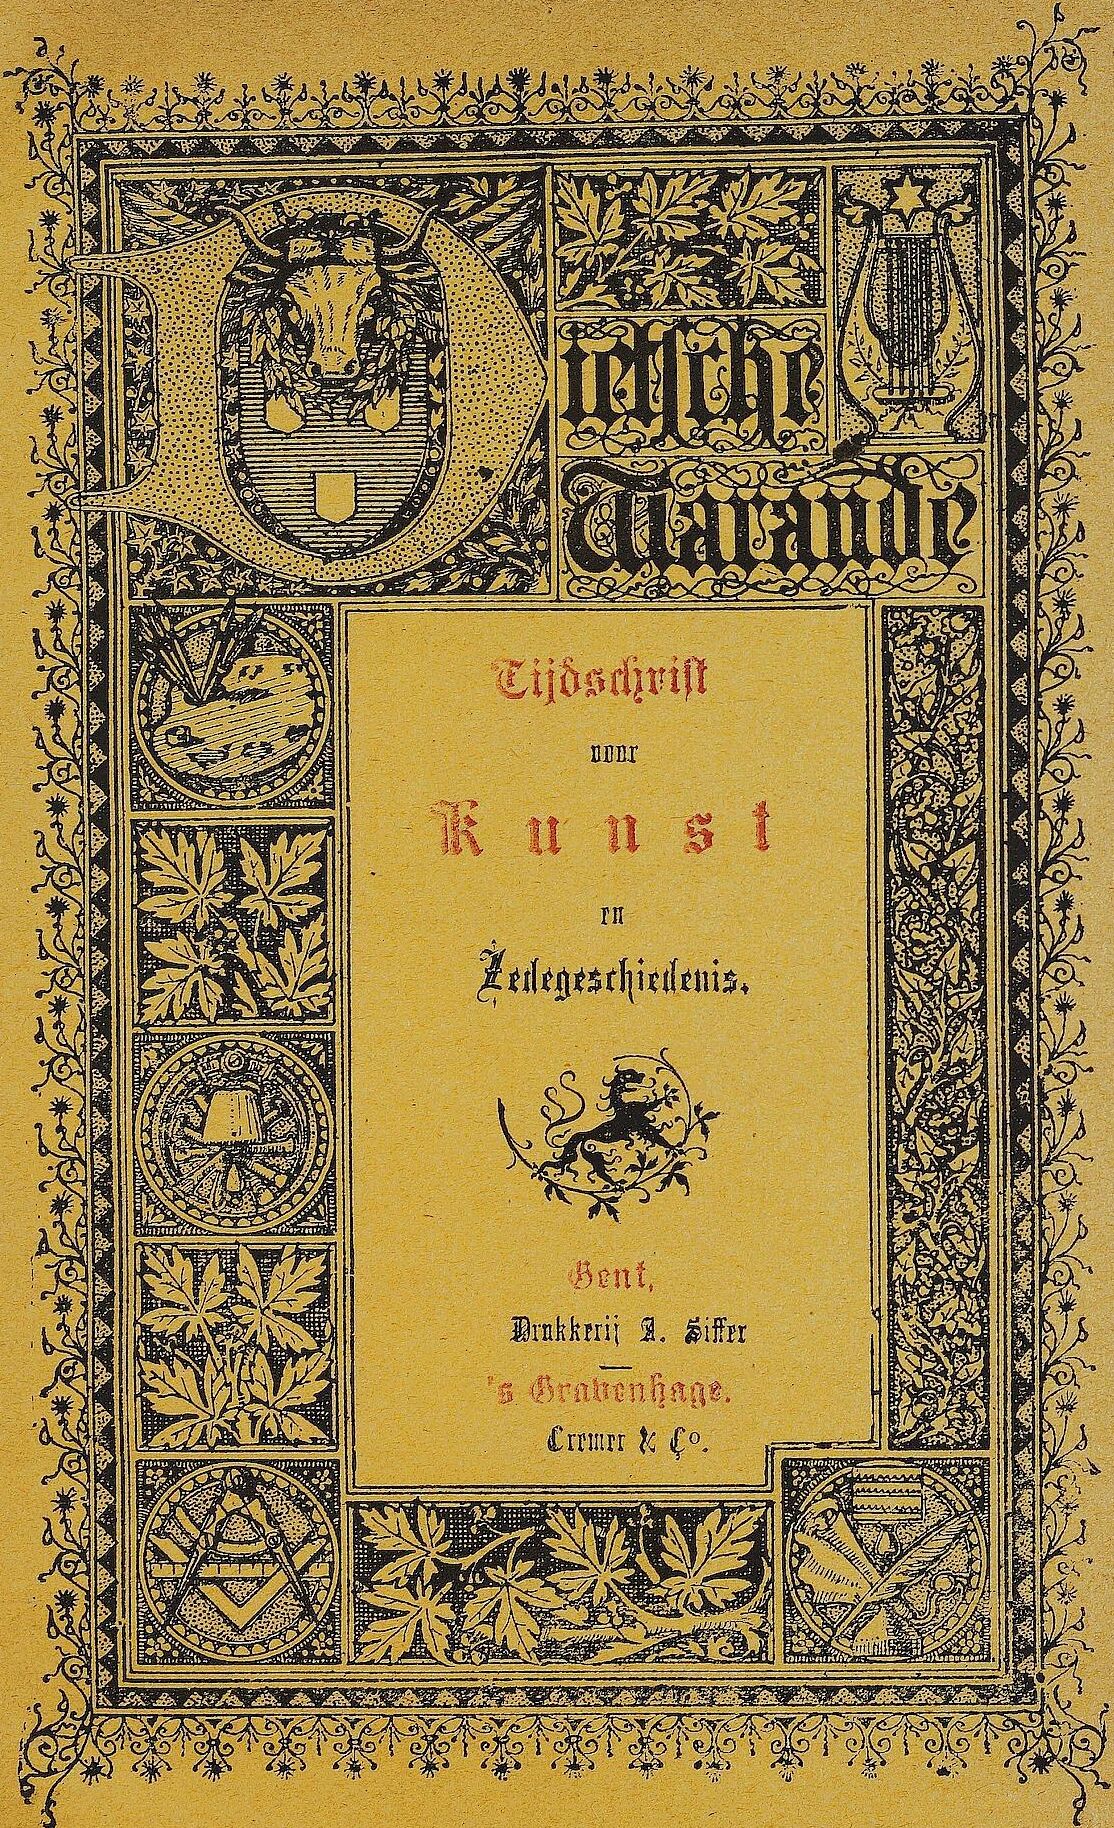 Dietsche
Warande
Tijdschrift
voor
Kunst
en
Zedegeschiedenis.
Gent,
Drukkerij A. Siffer
's Gravenhage.
Cremer & Co.